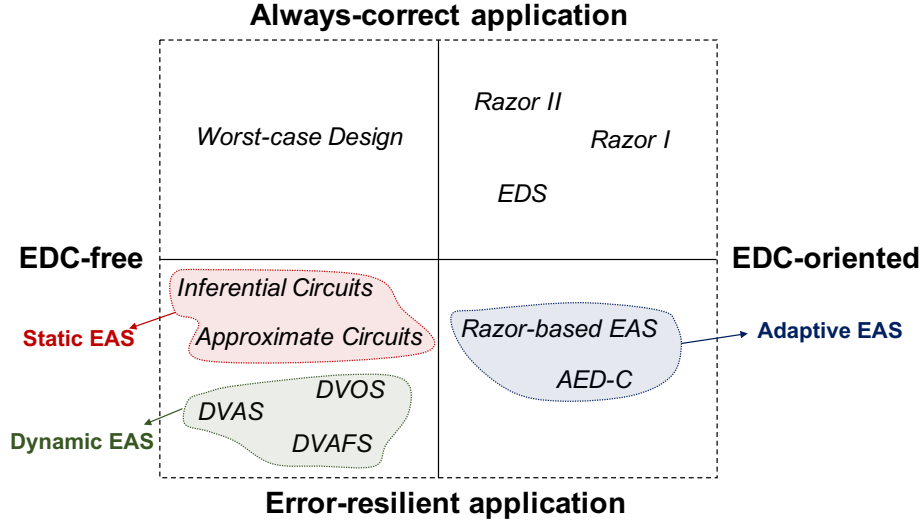 Always-correct application
Razor II
Worst-case Design
Razor I
EDS
EDC-free
EDC-oriented
Inferential Circuits
Static EAS
Approximate Circuits
Razor-based EAS
Adaptive EAS
AED-C
DVOS
DVAS
Dynamic EAS
DVAFS
Error-resilient application